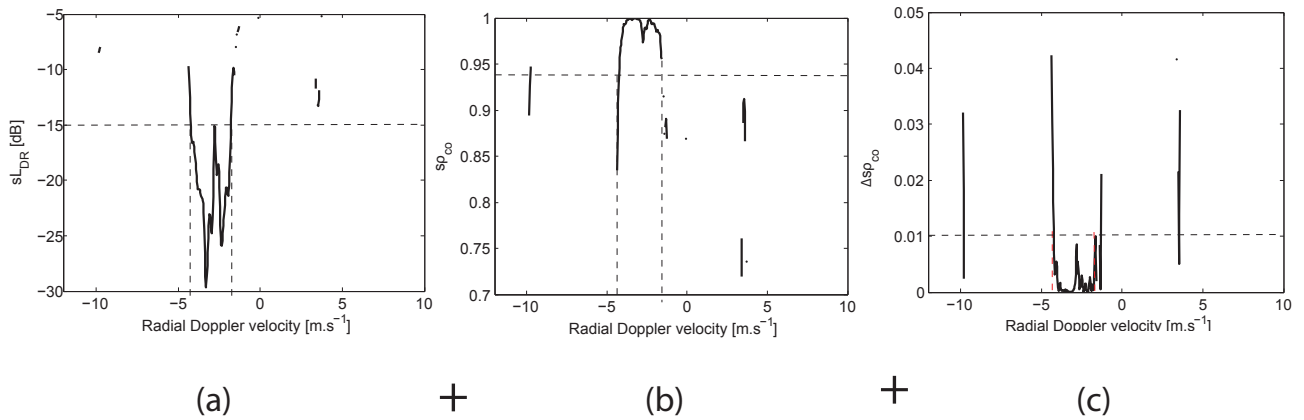 −5
−10
−15
−20
−25
−30
−10 −5 0 5 10
sL_DR [dB]
Radial Doppler velocity [m.s⁻¹]
1
0.95
0.9
0.85
0.8
0.75
0.7
−10 −5 0 5 10
sρ_co
Radial Doppler velocity [m.s⁻¹]
0.05
0.04
0.03
0.02
0.01
0
−10 −5 0 5 10
Δsρ_co
Radial Doppler velocity [m.s⁻¹]
(a) + (b) + (c)